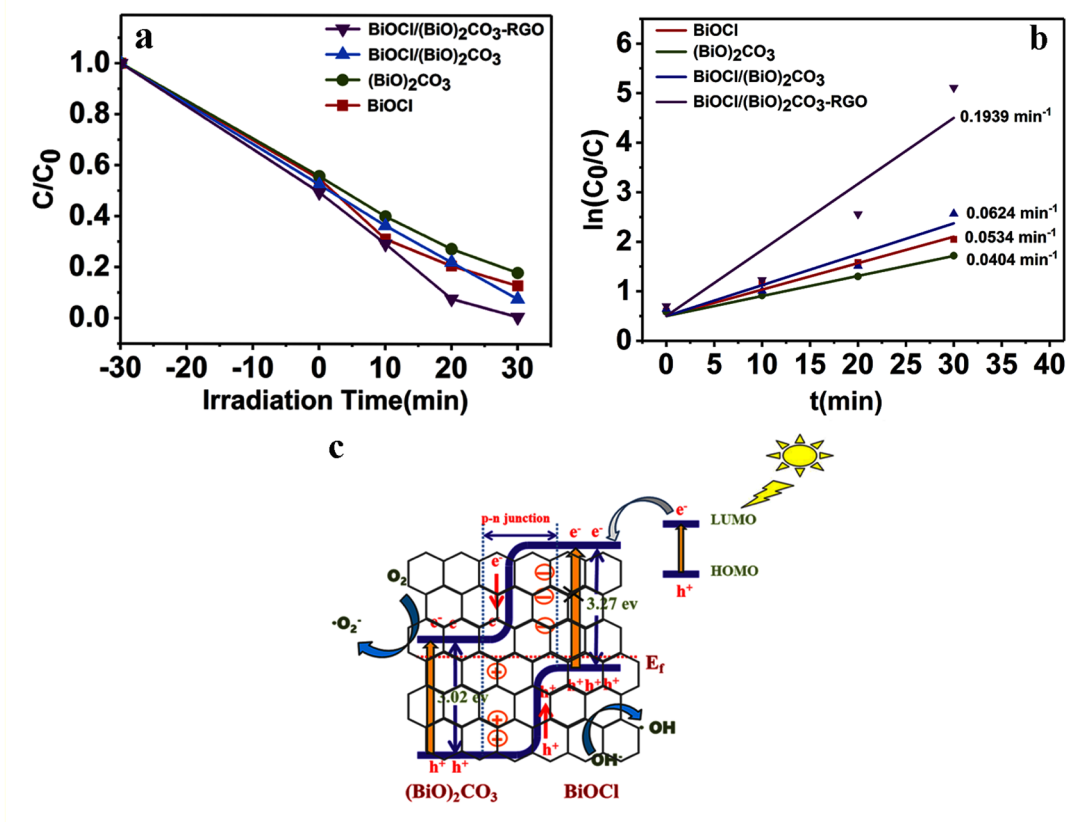 a
BiOCl/(BiO)2CO3-RGO
BiOCl/(BiO)2CO3
(BiO)2CO3
BiOCl
1.0
0.8
0.6
0.4
0.2
0.0
C/C0
-30 -20 -10 0 10 20 30
Irradiation Time(min)
b
BiOCl
(BiO)2CO3
BiOCl/(BiO)2CO3
BiOCl/(BiO)2CO3-RGO
6
5
4
3
2
1
0
ln(C0/C)
0.1939 min-1
0.0624 min-1
0.0534 min-1
0.0404 min-1
0 5 10 15 20 25 30 35 40
t(min)
c
p-n junction
e- e-
e-
LUMO
HOMO
h+
e-
O2
·O2-
e- e- e-
3.27 ev
Ef
3.02 ev
h+ h+ h+ h+
h+
h+ h+
OH-
· OH
(BiO)2CO3
BiOCl